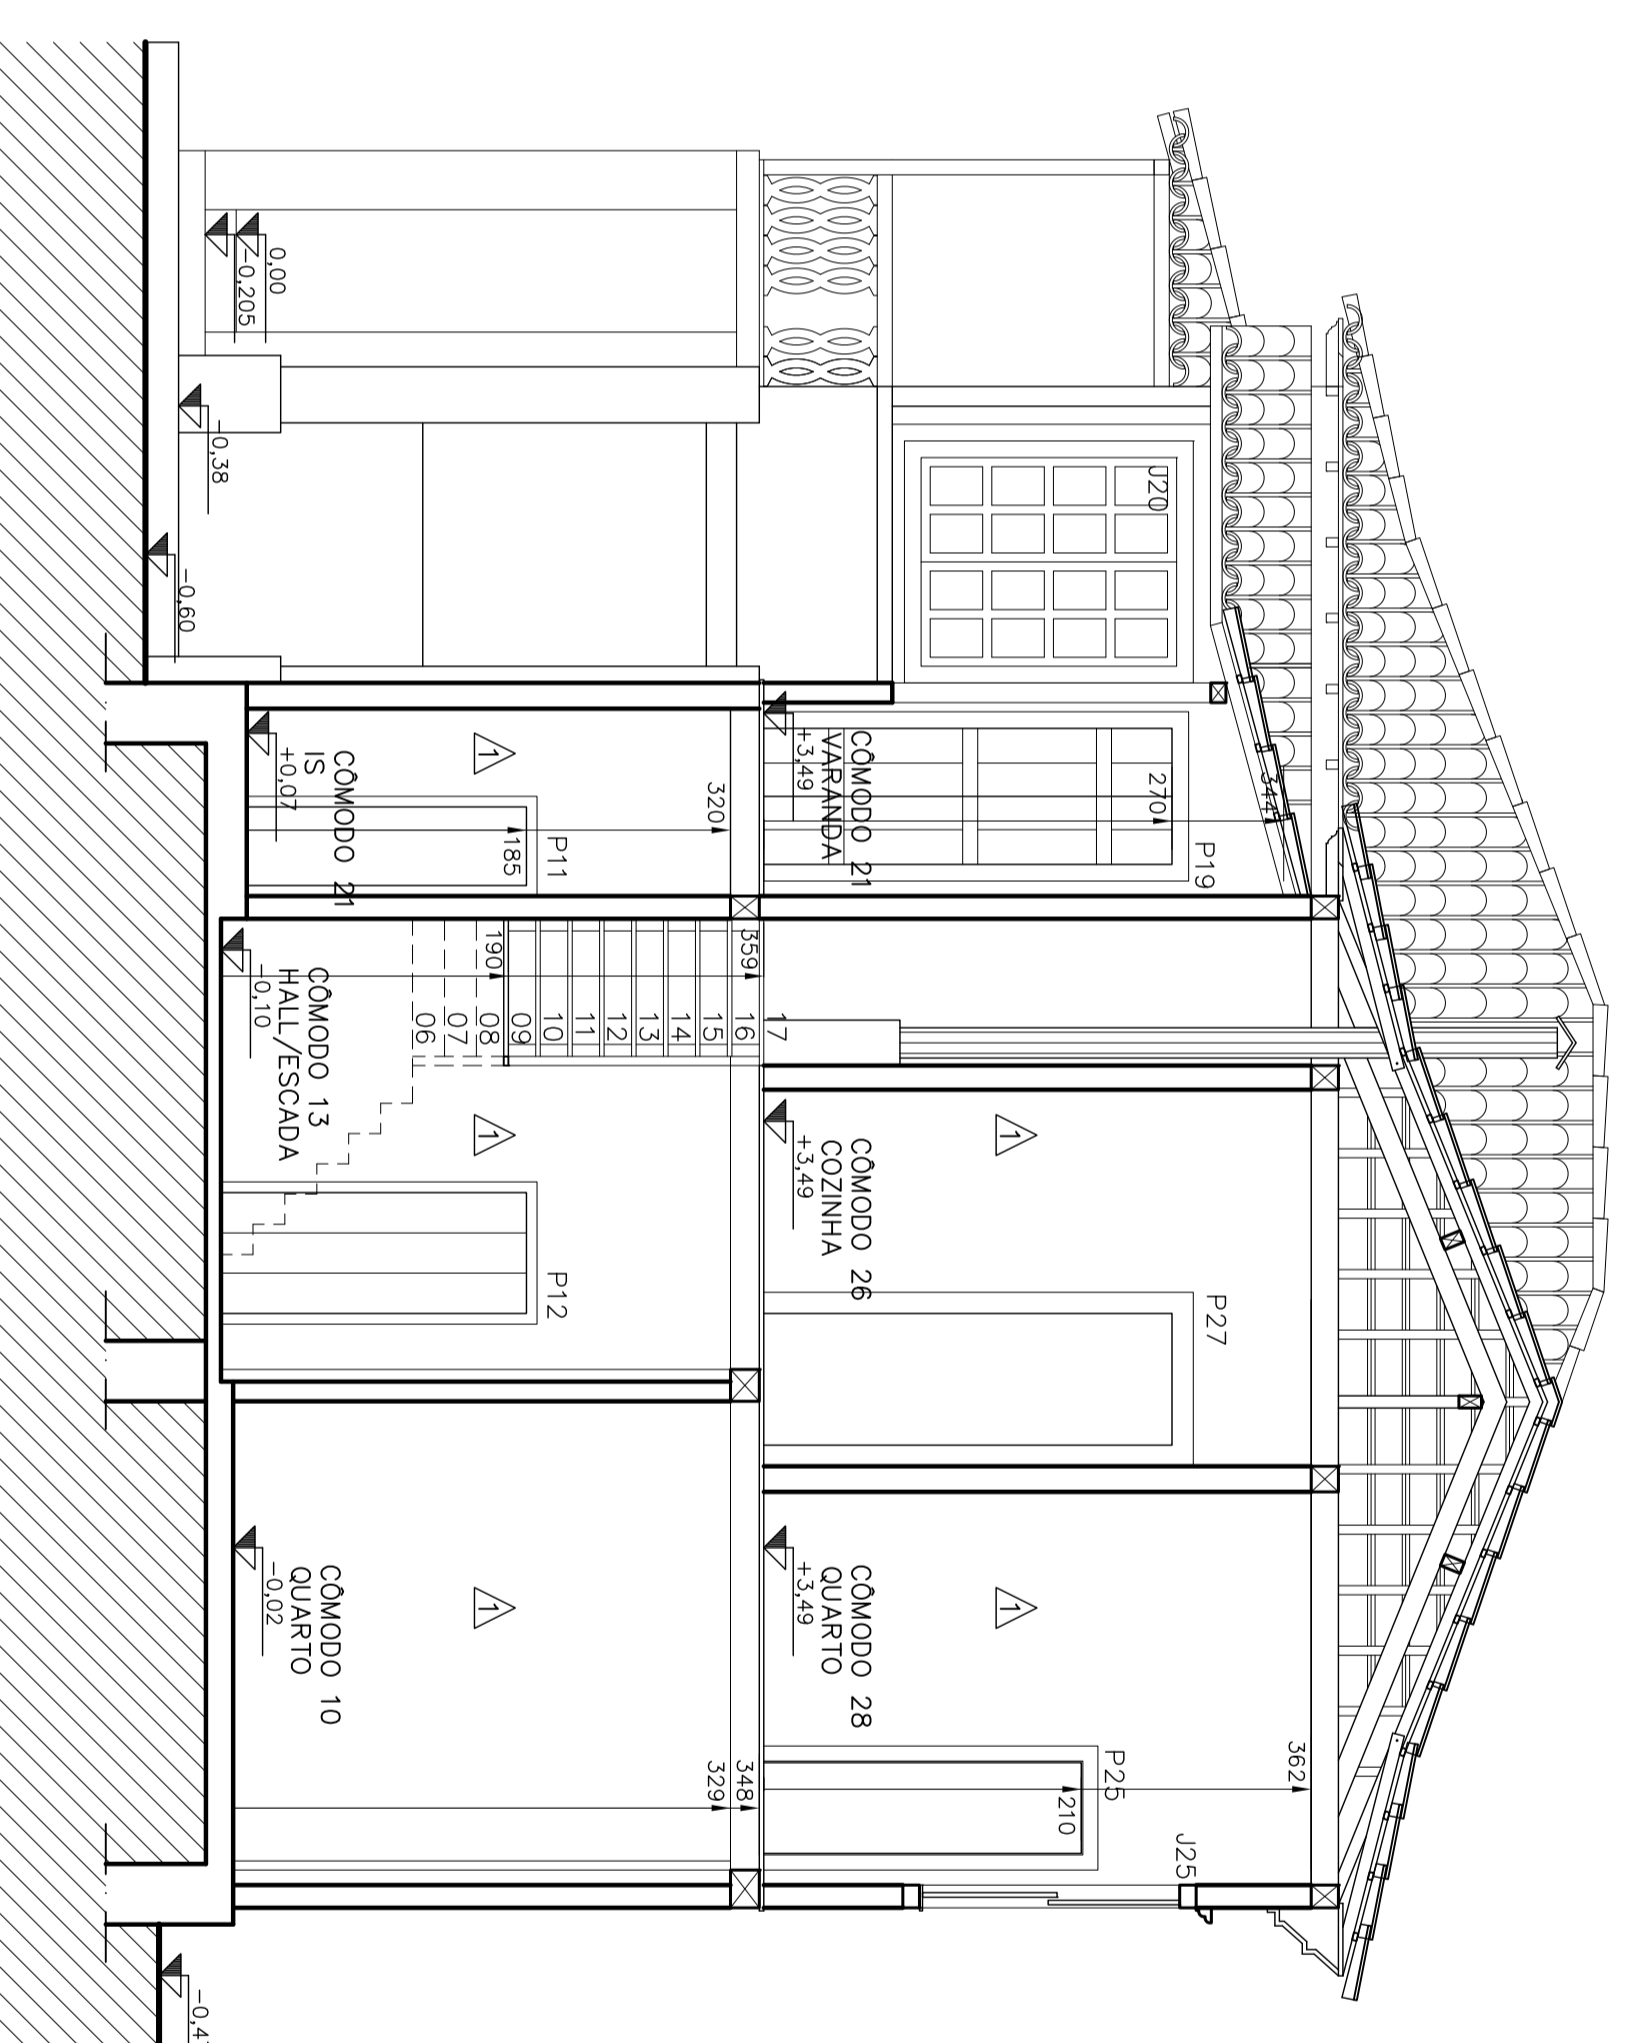 J20
344
270
P19
CÔMODO 21
VARANDA
+3,49
362
P27
1
CÔMODO 26
COZINHA
+3,49
J25
P25
210
1
CÔMODO 28
QUARTO
+3,49
0,00
-0,205
-0,38
-0,60
320
P11
185
1
CÔMODO 21
IS
+0,07
359
190
17
16
15
14
13
12
11
10
09
08
07
06
1
P12
CÔMODO 13
HALL/ESCADA
-0,10
348
329
1
CÔMODO 10
QUARTO
-0,02